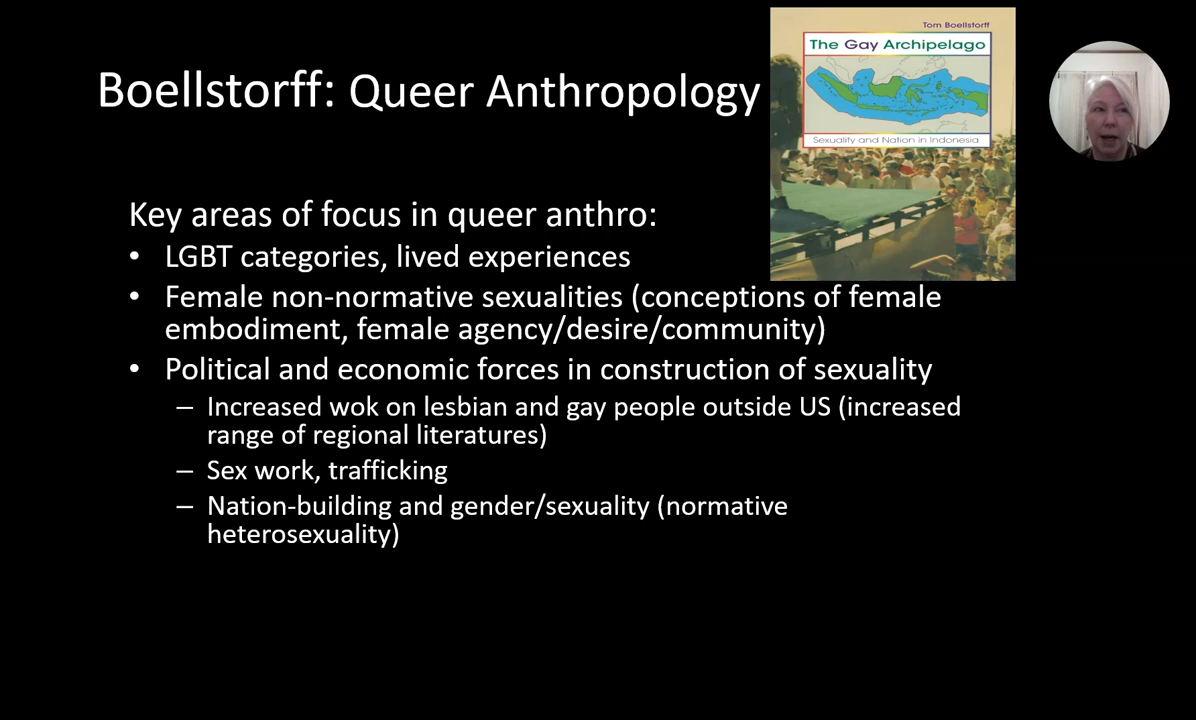 Tom Boellstorff
The Gay Archipelago
Sexuality and Nation in Indonesia
Boellstorff: Queer Anthropology
Key areas of focus in queer anthro:
• LGBT categories, lived experiences
• Female non-normative sexualities (conceptions of female
embodiment, female agency/desire/community)
• Political and economic forces in construction of sexuality
– Increased wok on lesbian and gay people outside US (increased
range of regional literatures)
– Sex work, trafficking
– Nation-building and gender/sexuality (normative
heterosexuality)